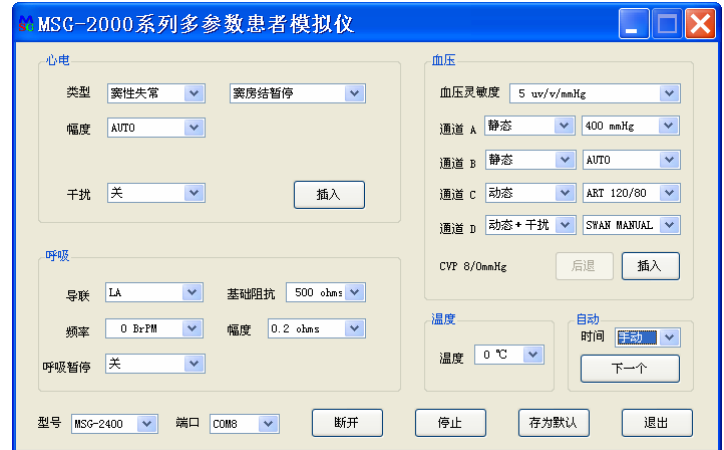 MSG-2000系列多参数患者模拟仪
心电
类型 窦性失常 窦房结暂停
幅度 AUTO
干扰 关 插入
呼吸
导联 LA 基础阻抗 500 ohms
频率 0 BrPM 幅度 0.2 ohms
呼吸暂停 关
血压
血压灵敏度 5 uv/v/mmHg
通道 A 静态 400 mmHg
通道 B 静态 AUTO
通道 C 动态 ART 120/80
通道 D 动态+干扰 SWAN MANUAL
CVP 8/0mmHg 后退 插入
温度
温度 0 ℃
自动
时间 手动
下一个
型号 MSG-2400 端口 COM8 断开 停止 存为默认 退出